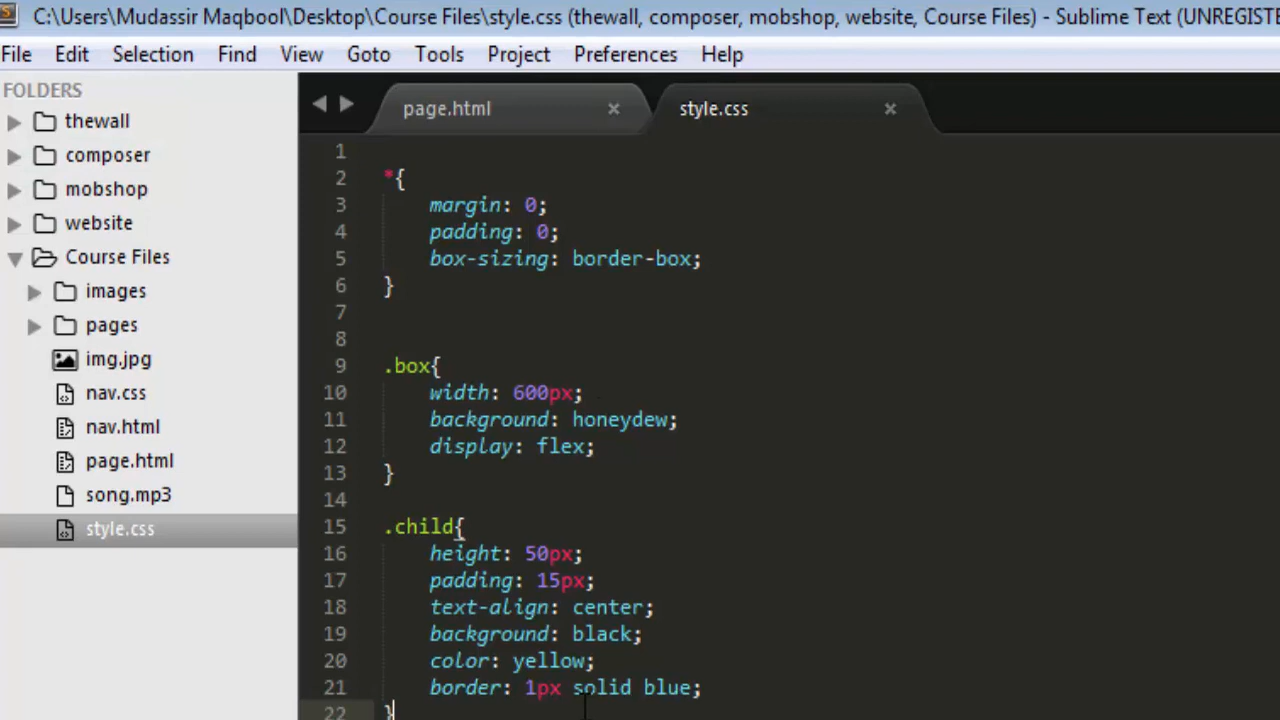 C:\Users\Mudassir Maqbool\Desktop\Course Files\style.css (thewall, composer, mobshop, website, Course Files) - Sublime Text (UNREGISTE
File Edit Selection Find View Goto Tools Project Preferences Help
FOLDERS
thewall
composer
mobshop
website
Course Files
images
pages
img.jpg
nav.css
nav.html
page.html
song.mp3
style.css
page.html × style.css ×
1
2 *{
3 margin: 0;
4 padding: 0;
5 box-sizing: border-box;
6 }
7
8
9 .box{
10 width: 600px;
11 background: honeydew;
12 display: flex;
13 }
14
15 .child{
16 height: 50px;
17 padding: 15px;
18 text-align: center;
19 background: black;
20 color: yellow;
21 border: 1px solid blue;
22 }